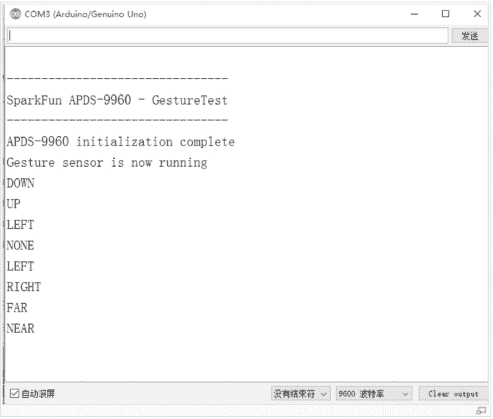 COM3 (Arduino/Genuino Uno)
发送
--------------------------------
SparkFun APDS-9960 - GestureTest
--------------------------------
APDS-9960 initialization complete
Gesture sensor is now running
DOWN
UP
LEFT
NONE
LEFT
RIGHT
FAR
NEAR
自动滚屏 没有结束符 9600 波特率 Clear output